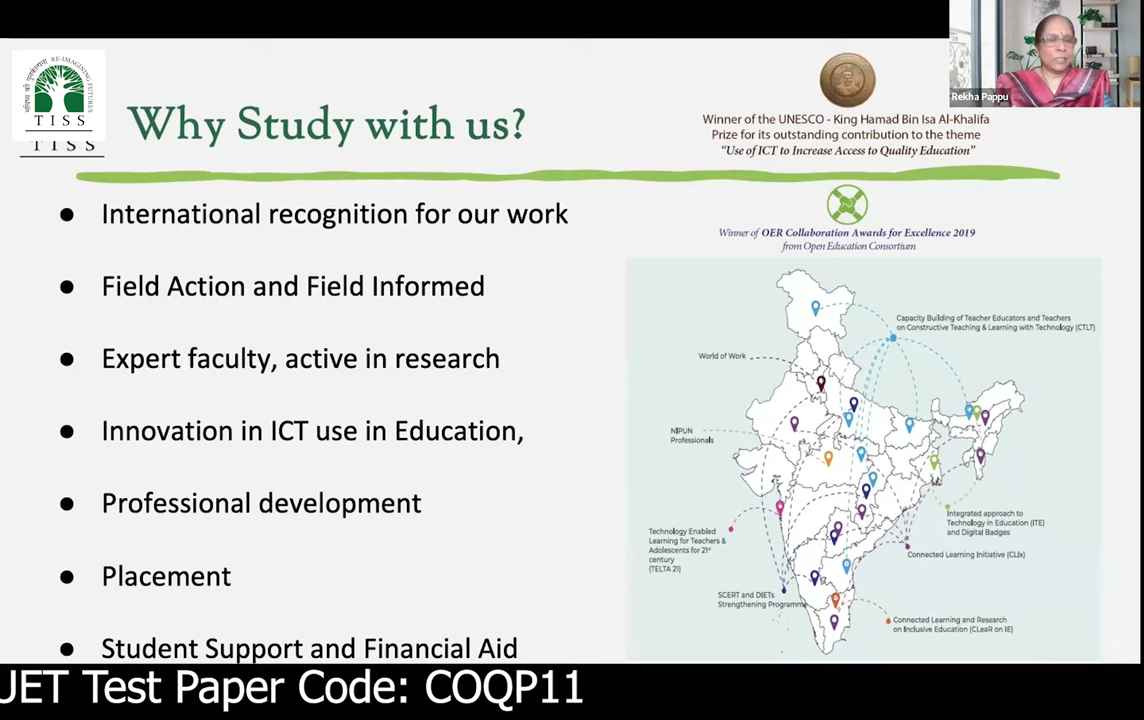 RE-IMAGINING FUTURES
TISS
TISS
Why Study with us?
Rekha Pappu
Winner of the UNESCO - King Hamad Bin Isa Al-Khalifa
Prize for its outstanding contribution to the theme
“Use of ICT to Increase Access to Quality Education”
Winner of OER Collaboration Awards for Excellence 2019
from Open Education Consortium
● International recognition for our work
● Field Action and Field Informed
● Expert faculty, active in research
● Innovation in ICT use in Education,
● Professional development
● Placement
● Student Support and Financial Aid
Capacity Building of Teacher Educators and Teachers
on Constructive Teaching & Learning with Technology (CTLT)
World of Work
NIPUN
Professionals
Integrated approach to
Technology in Education (ITE)
and Digital Badges
Technology Enabled
Learning for Teachers &
Adolescents for 21st
century
(TELTA 21)
Connected Learning Initiative (CLIx)
SCERT and DIETs
Strengthening Programme
Connected Learning and Research
on Inclusive Education (CLeaR on IE)
UET Test Paper Code: COQP11